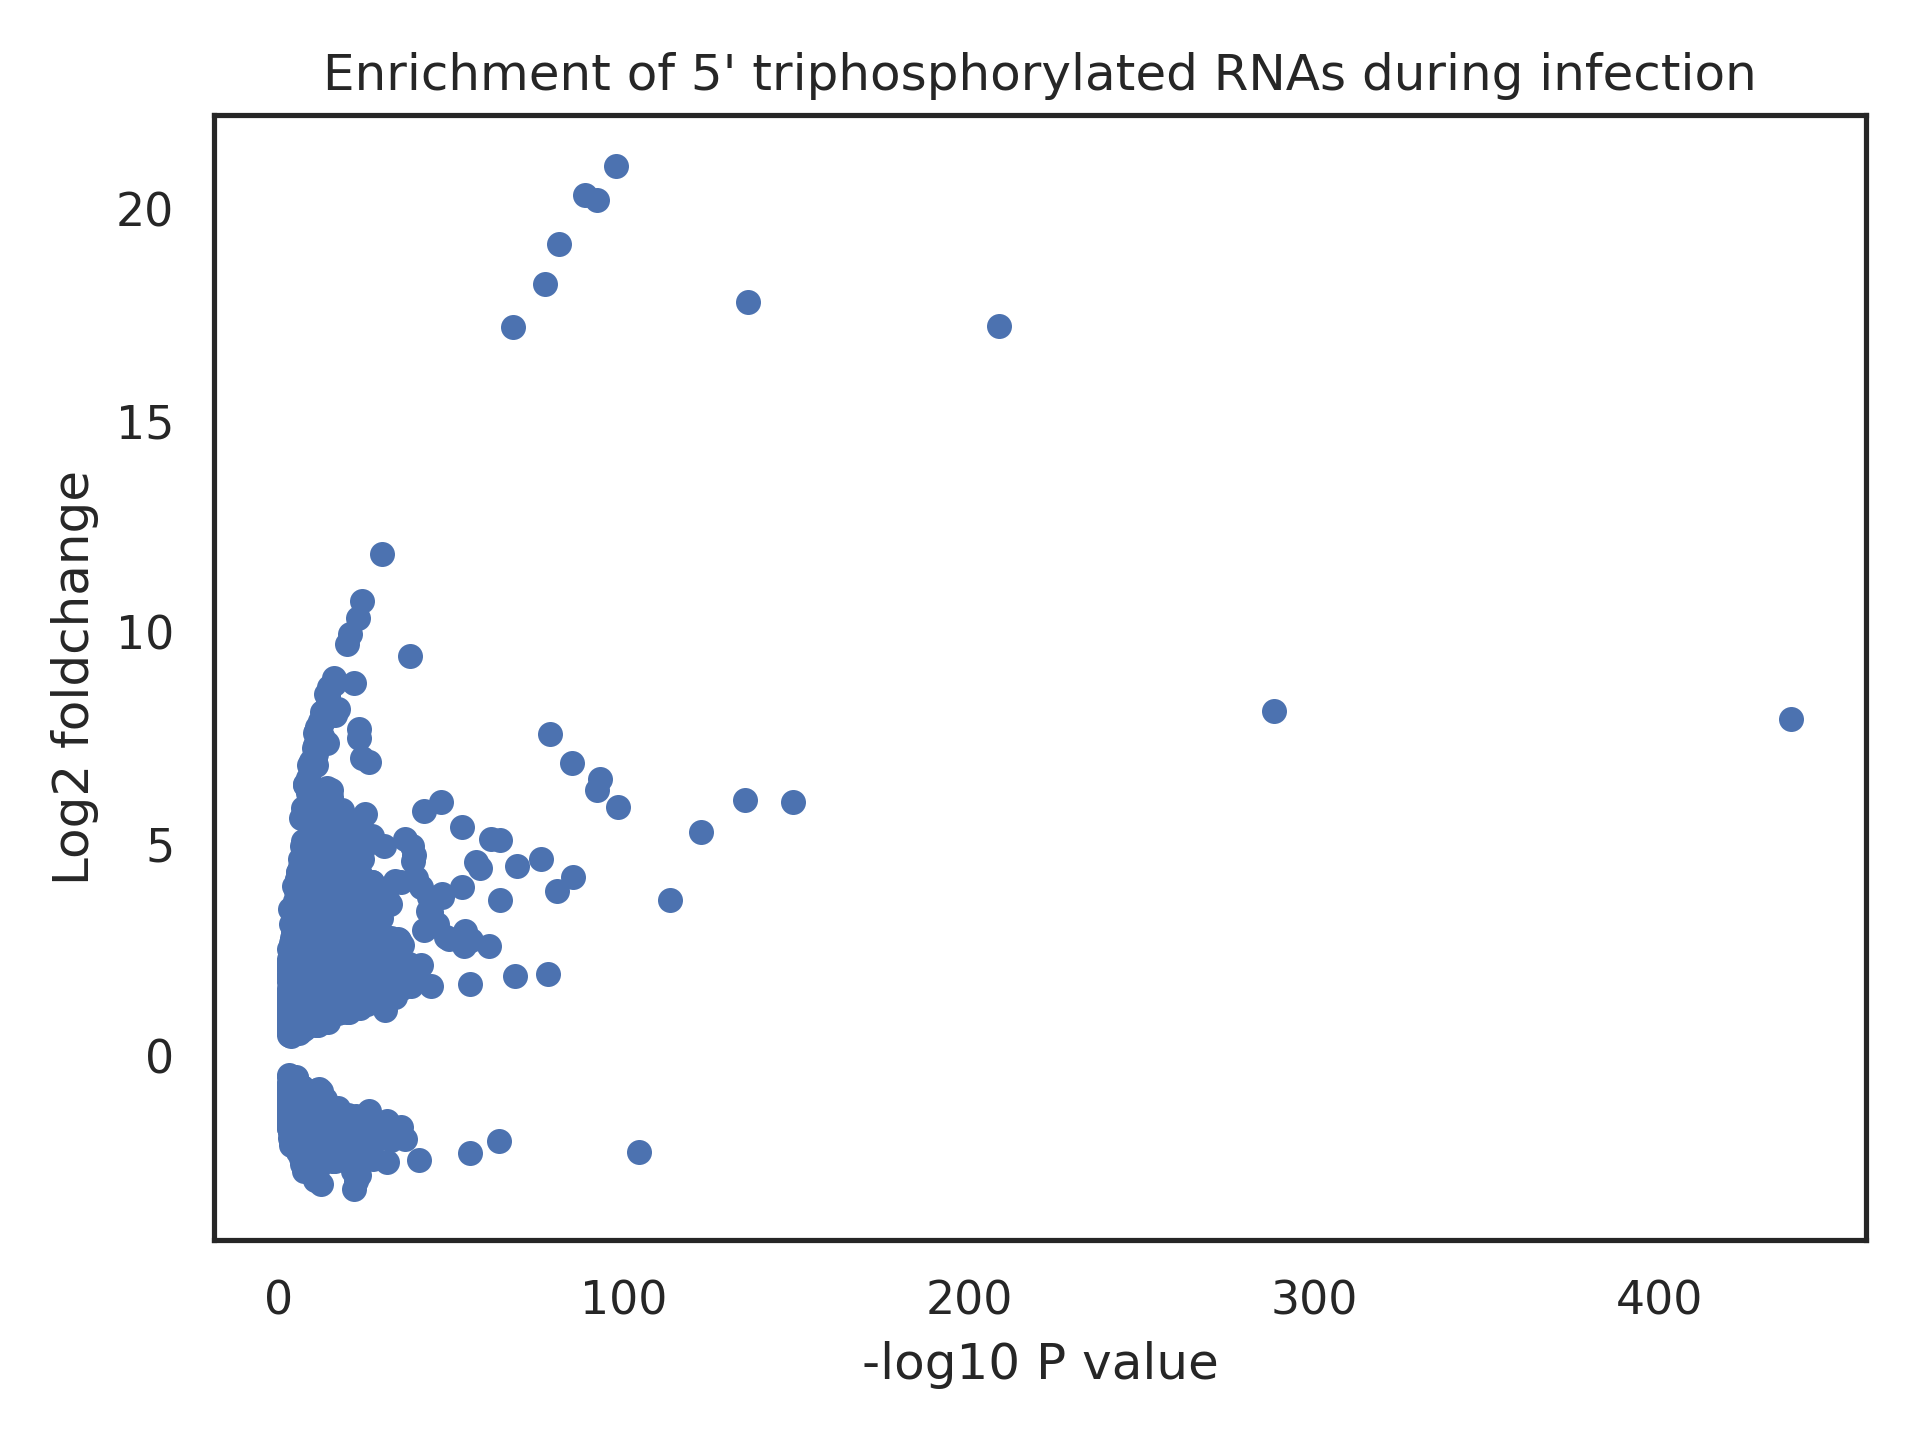 Enrichment of 5' triphosphorylated RNAs during infection
20
15
10
5
0
Log2 foldchange
0 100 200 300 400
-log10 P value